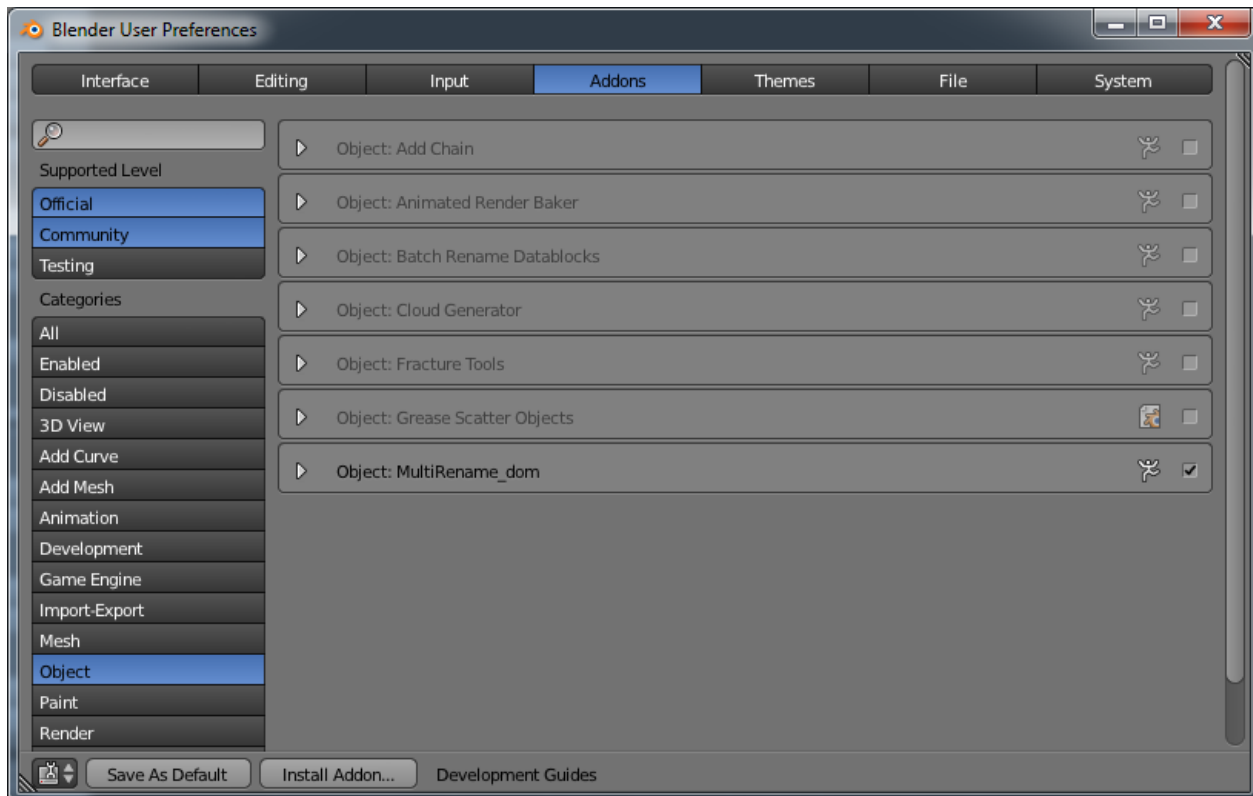 Blender User Preferences
Interface
Editing
Input
Addons
Themes
File
System
Supported Level
Official
Community
Testing
Categories
All
Enabled
Disabled
3D View
Add Curve
Add Mesh
Animation
Development
Game Engine
Import-Export
Mesh
Object
Paint
Render
Object: Add Chain
Object: Animated Render Baker
Object: Batch Rename Datablocks
Object: Cloud Generator
Object: Fracture Tools
Object: Grease Scatter Objects
Object: MultiRename_dom
Save As Default
Install Addon...
Development Guides